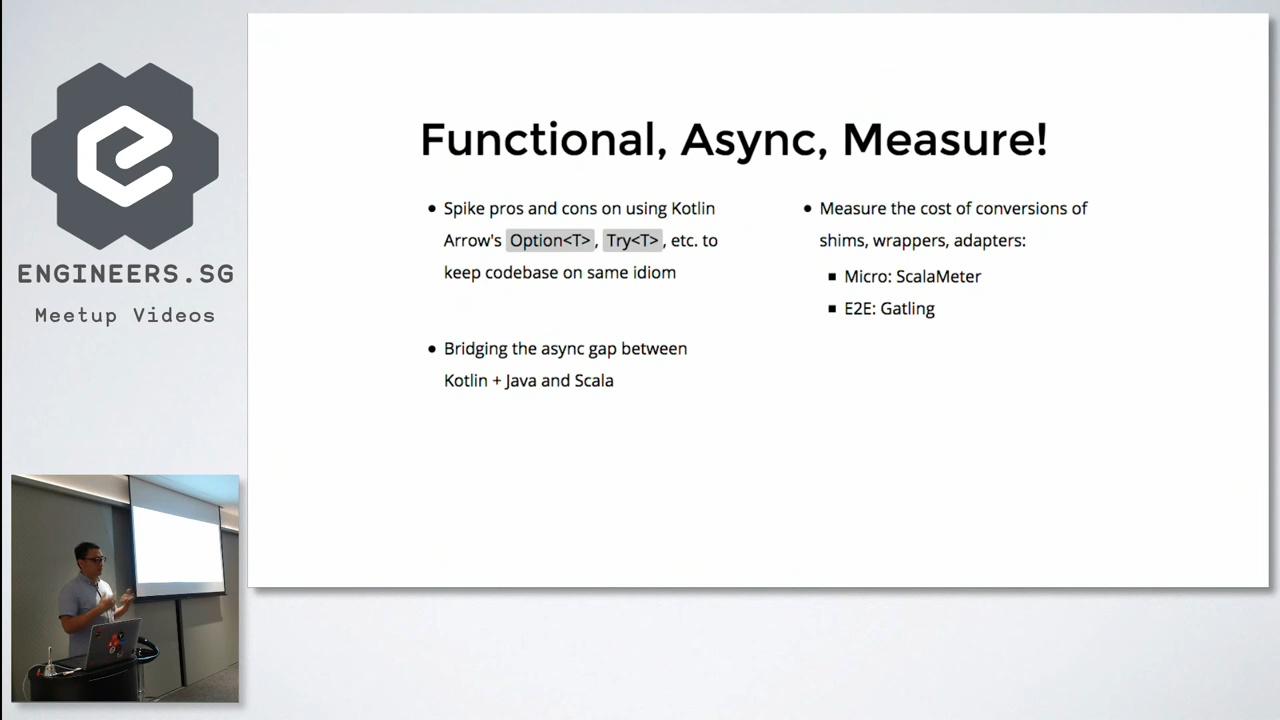 ENGINEERS.SG
Meetup Videos
Functional, Async, Measure!
• Spike pros and cons on using Kotlin
Arrow's Option<T>, Try<T>, etc. to
keep codebase on same idiom
• Bridging the async gap between
Kotlin + Java and Scala
• Measure the cost of conversions of
shims, wrappers, adapters:
▪ Micro: ScalaMeter
▪ E2E: Gatling